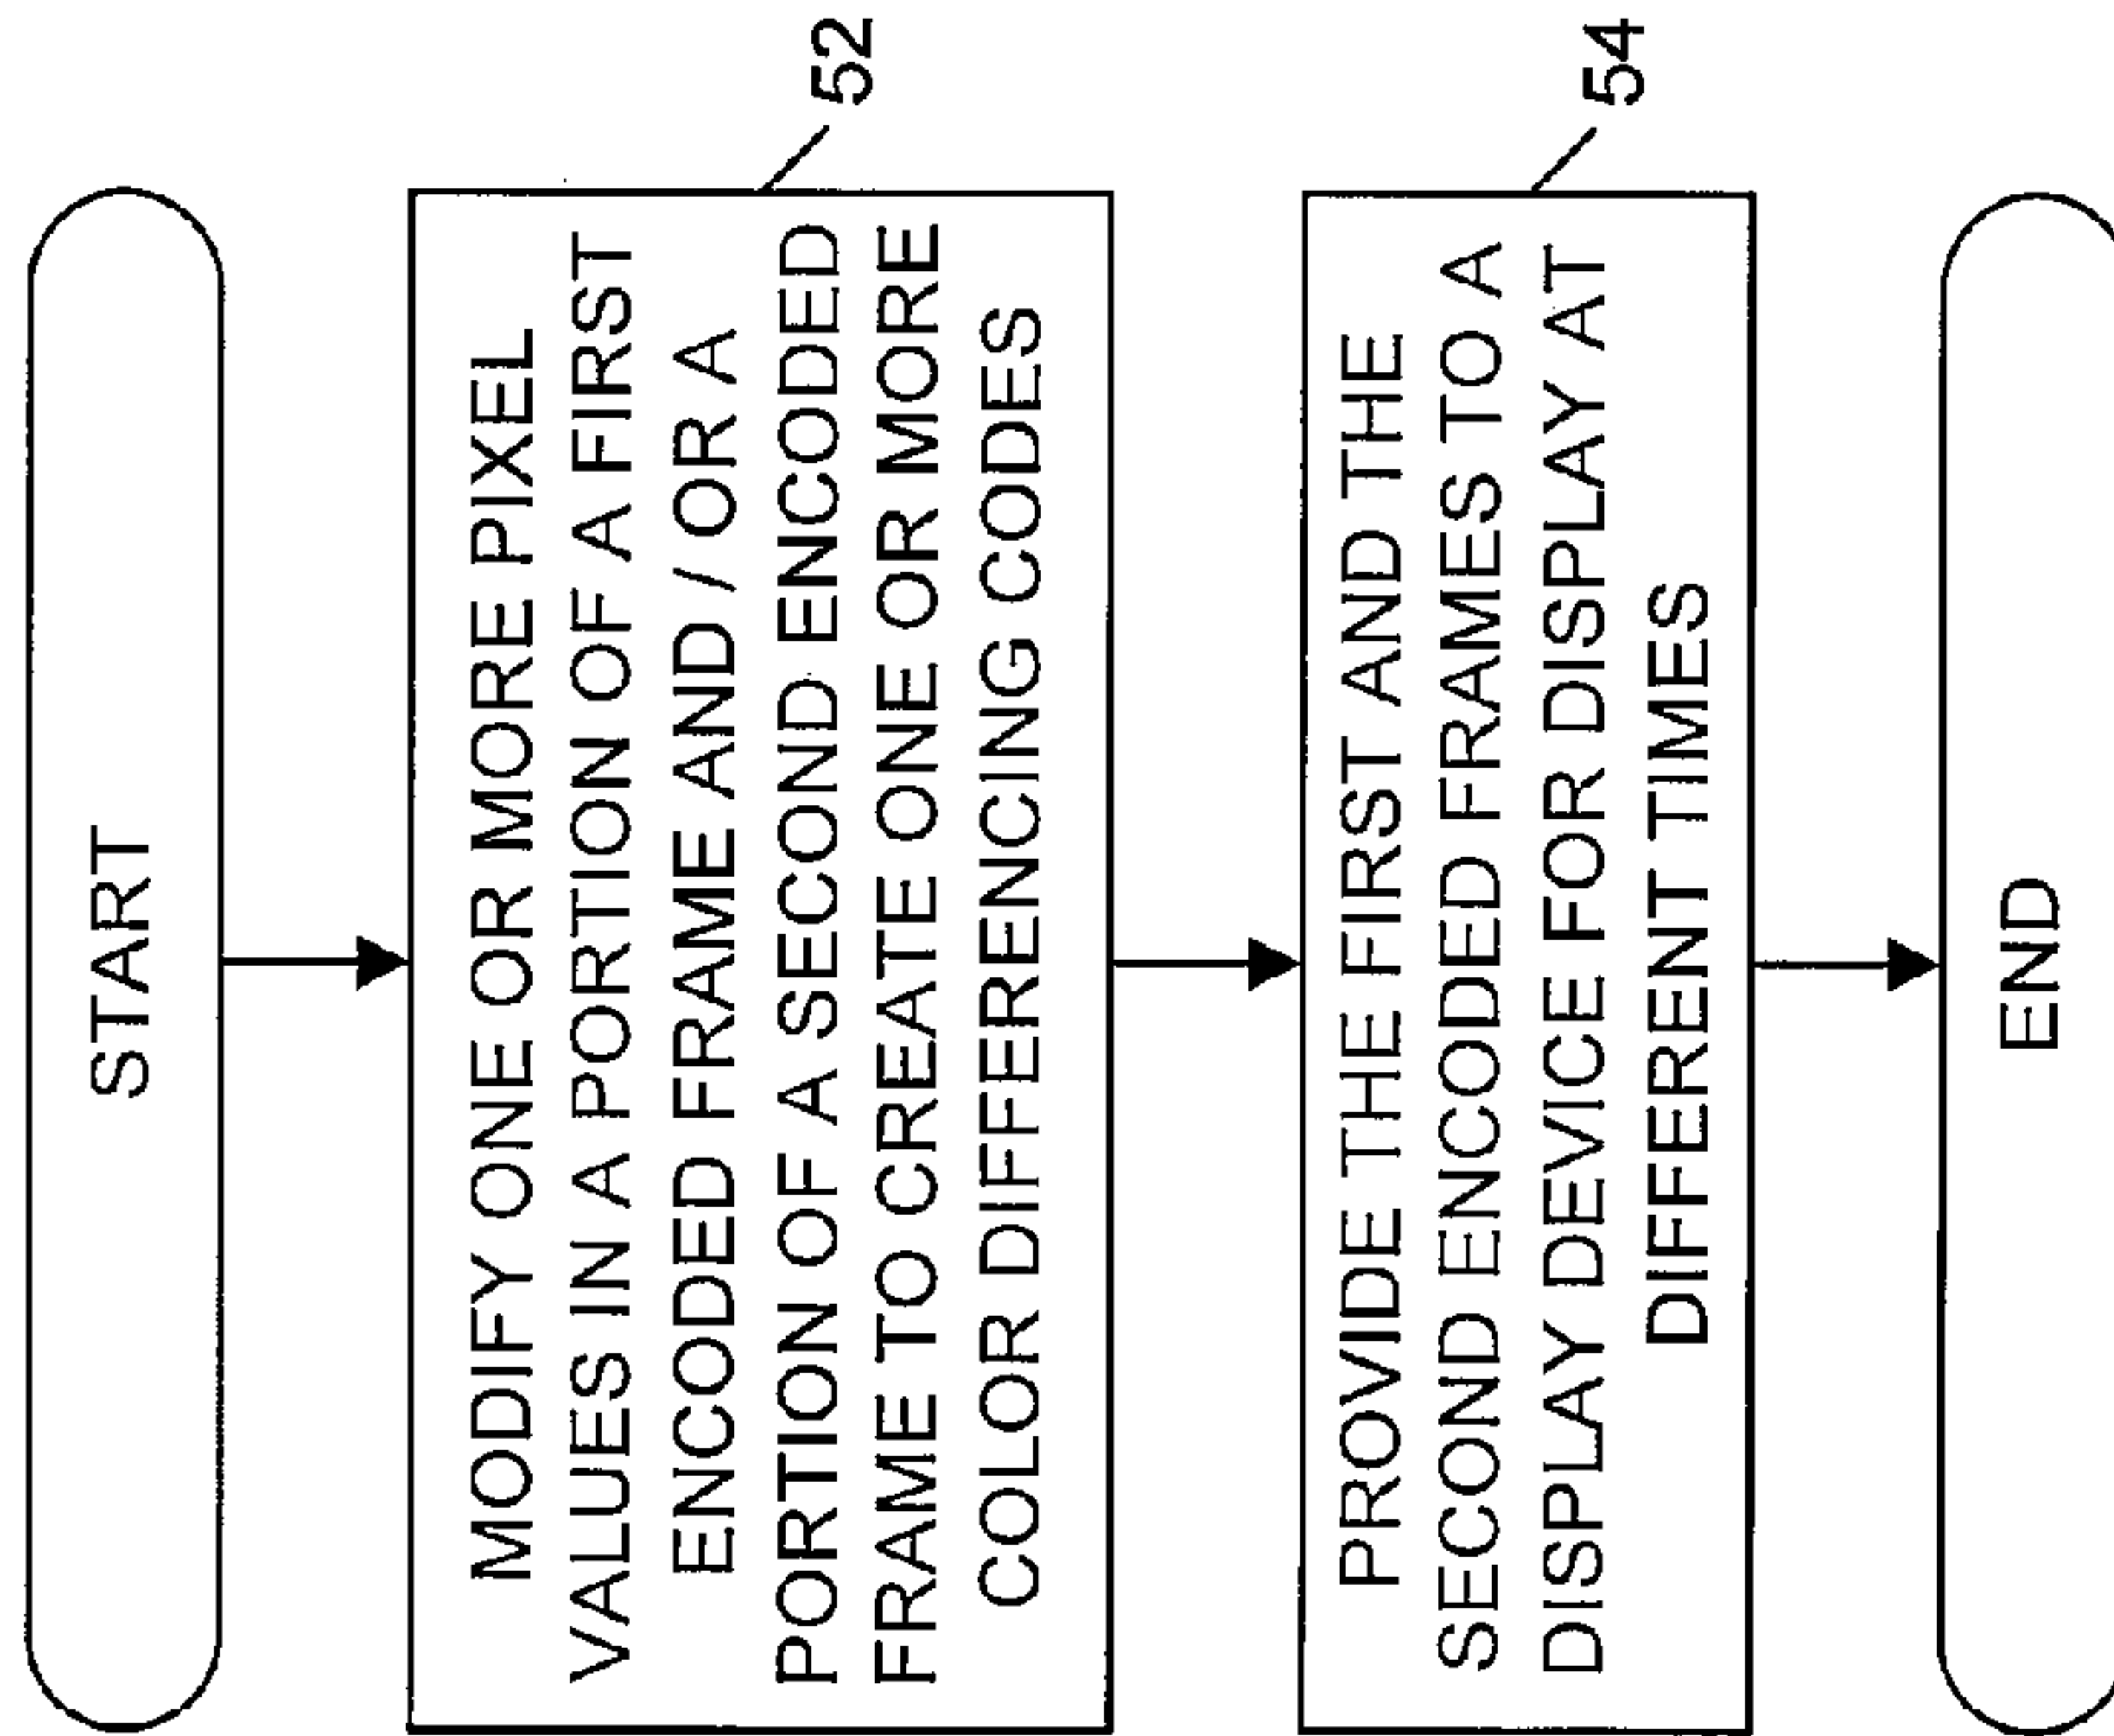 START
MODIFY ONE OR MORE PIXEL
VALUES IN A PORTION OF A FIRST
ENCODED FRAME AND / OR A
PORTION OF A SECOND ENCODED
FRAME TO CREATE ONE OR MORE
COLOR DIFFERENCING CODES
52
PROVIDE THE FIRST AND THE
SECOND ENCODED FRAMES TO A
DISPLAY DEVICE FOR DISPLAY AT
DIFFERENT TIMES
54
END